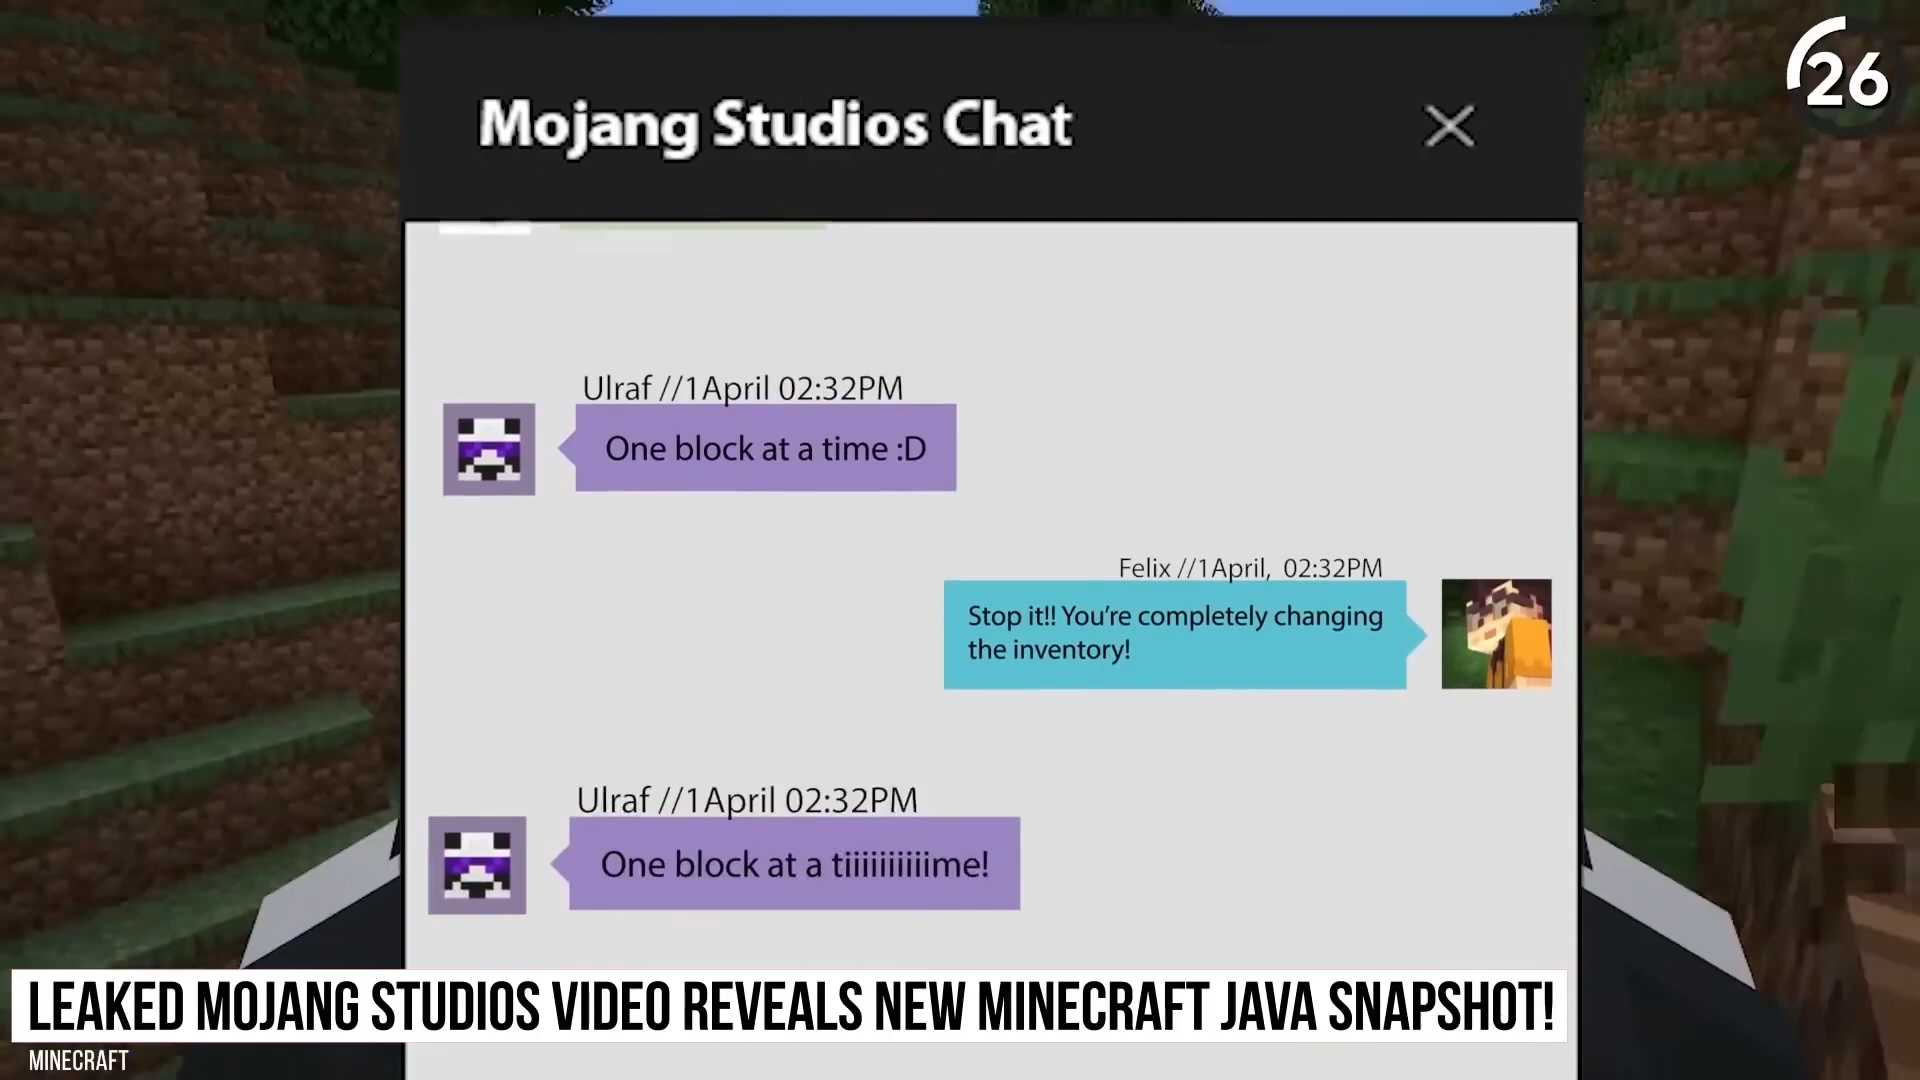 26
Mojang Studios Chat
Ulraf //1April 02:32PM
One block at a time :D
Felix //1April, 02:32PM
Stop it!! You’re completely changing
the inventory!
Ulraf //1April 02:32PM
One block at a tiiiiiiiiiime!
LEAKED MOJANG STUDIOS VIDEO REVEALS NEW MINECRAFT JAVA SNAPSHOT!
MINECRAFT